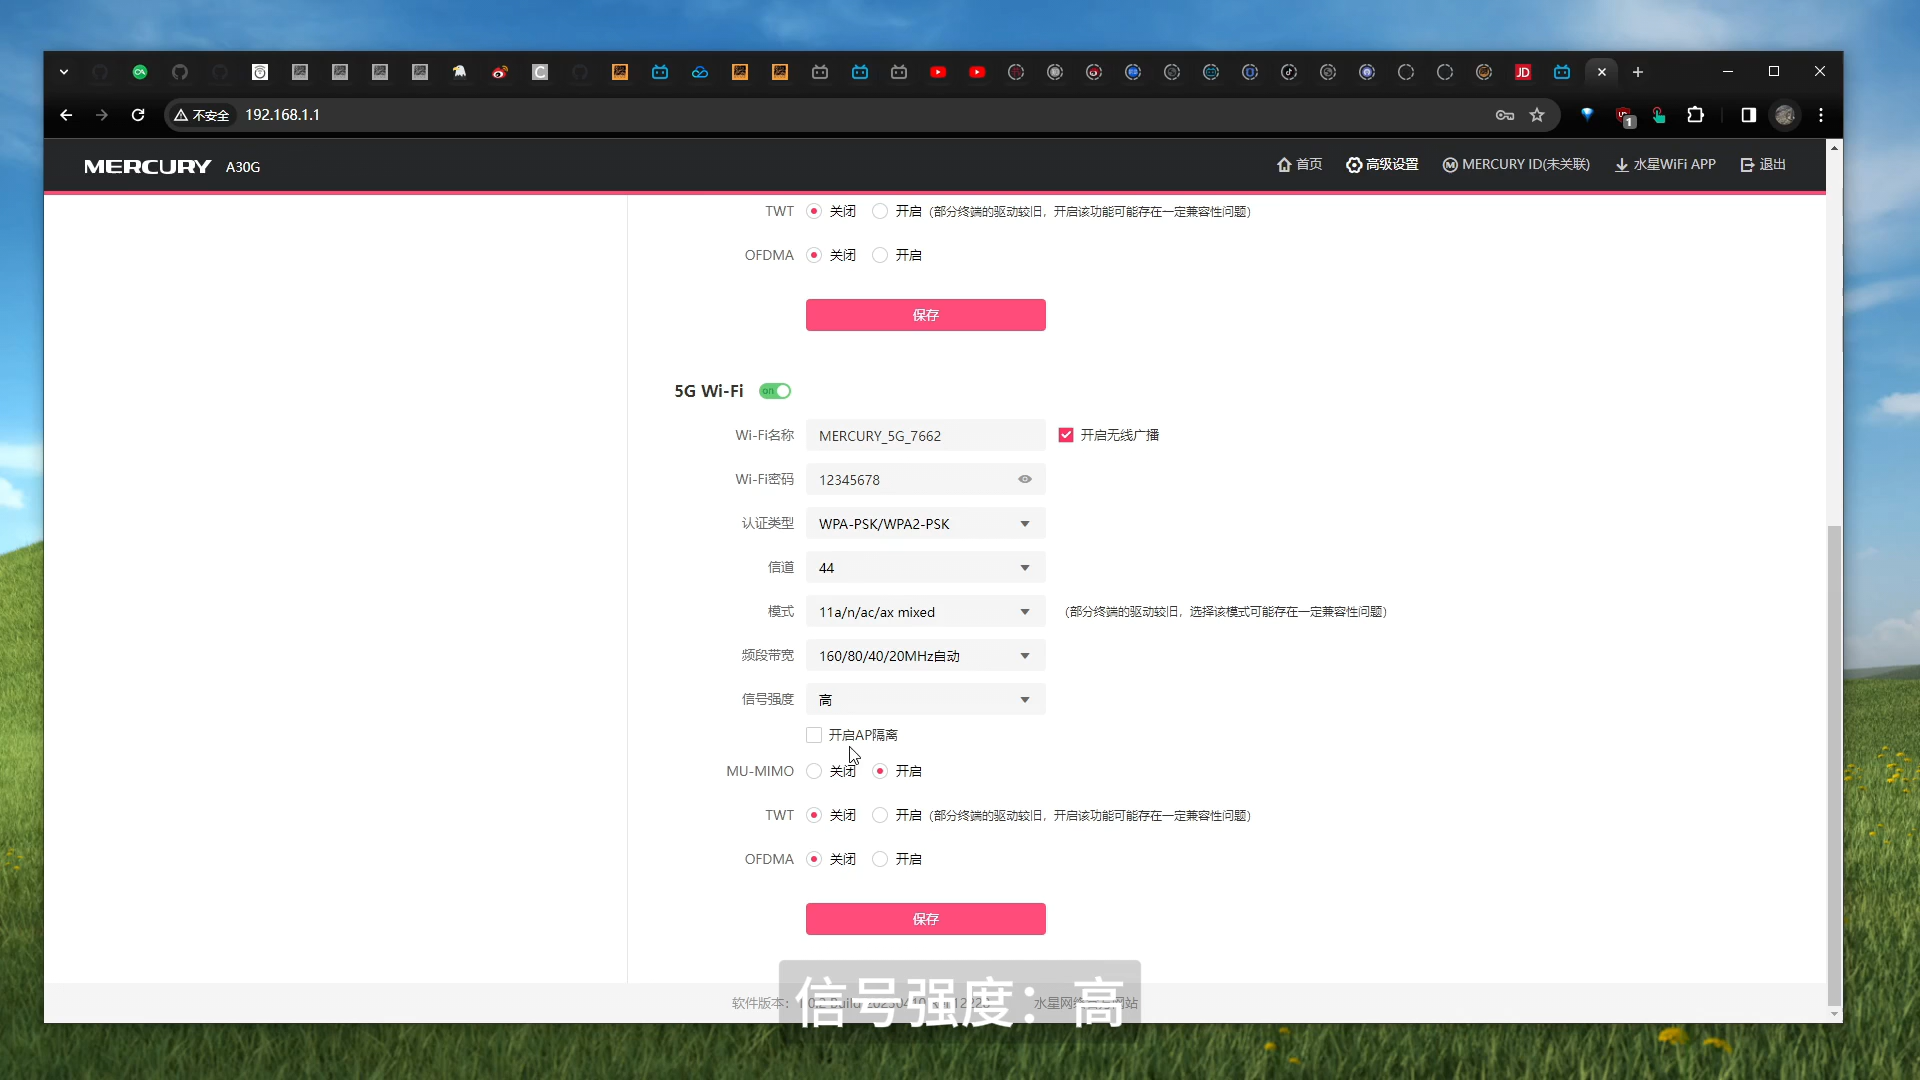 不安全 192.168.1.1
1
MERCURY A30G 首页 高级设置 MERCURY ID(未关联) 水星WiFi APP 退出
TWT 关闭 开启 (部分终端的驱动较旧，开启该功能可能存在一定兼容性问题)
OFDMA 关闭 开启
保存
5G Wi-Fi on
Wi-Fi名称 MERCURY_5G_7662 开启无线广播
Wi-Fi密码 12345678
认证类型 WPA-PSK/WPA2-PSK
信道 44
模式 11a/n/ac/ax mixed (部分终端的驱动较旧，选择该模式可能存在一定兼容性问题)
频段带宽 160/80/40/20MHz自动
信号强度 高
开启AP隔离
MU-MIMO 关闭 开启
TWT 关闭 开启 (部分终端的驱动较旧，开启该功能可能存在一定兼容性问题)
OFDMA 关闭 开启
保存
软件版本：
信号强度：高